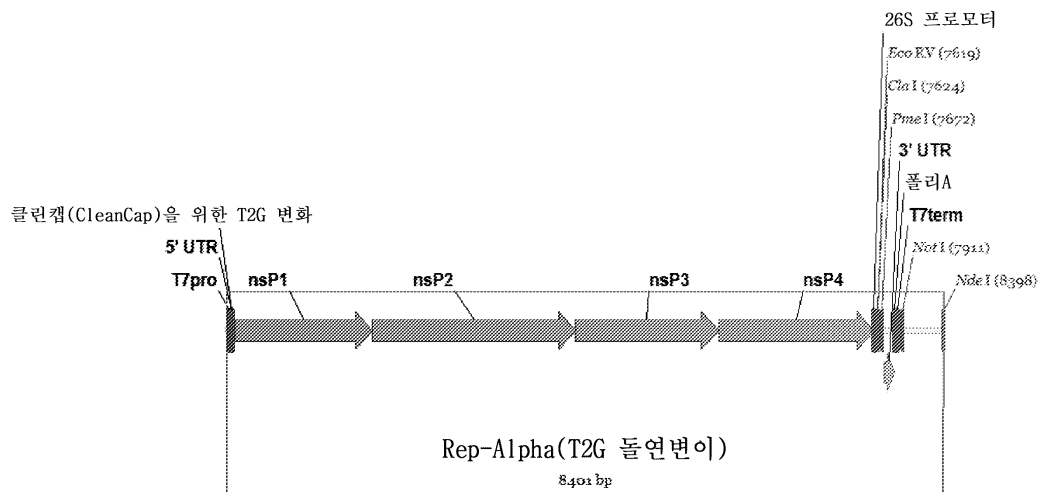 26S 프로모터
EcoRV (7619)
ClaI (7624)
PmeI (7672)
3' UTR
폴리A
T7term
NotI (7911)
NdeI (8398)
클린캡(CleanCap)을 위한 T2G 변화
5' UTR
T7pro
nsP1
nsP2
nsP3
nsP4
Rep-Alpha(T2G 돌연변이)
8401 bp